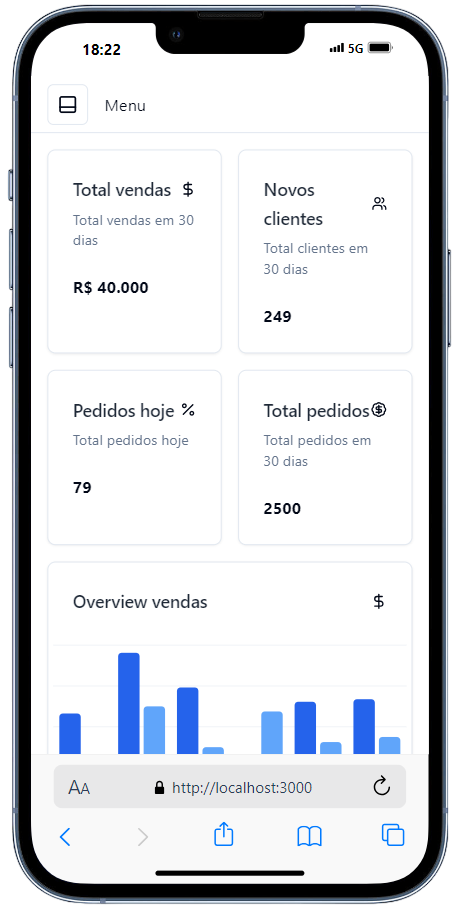 18:22
5G
Menu
Total vendas $
Total vendas em 30
dias
R$ 40.000
Novos
clientes
Total clientes em
30 dias
249
Pedidos hoje %
Total pedidos hoje
79
Total pedidos $
Total pedidos em
30 dias
2500
Overview vendas $
AA
http://localhost:3000